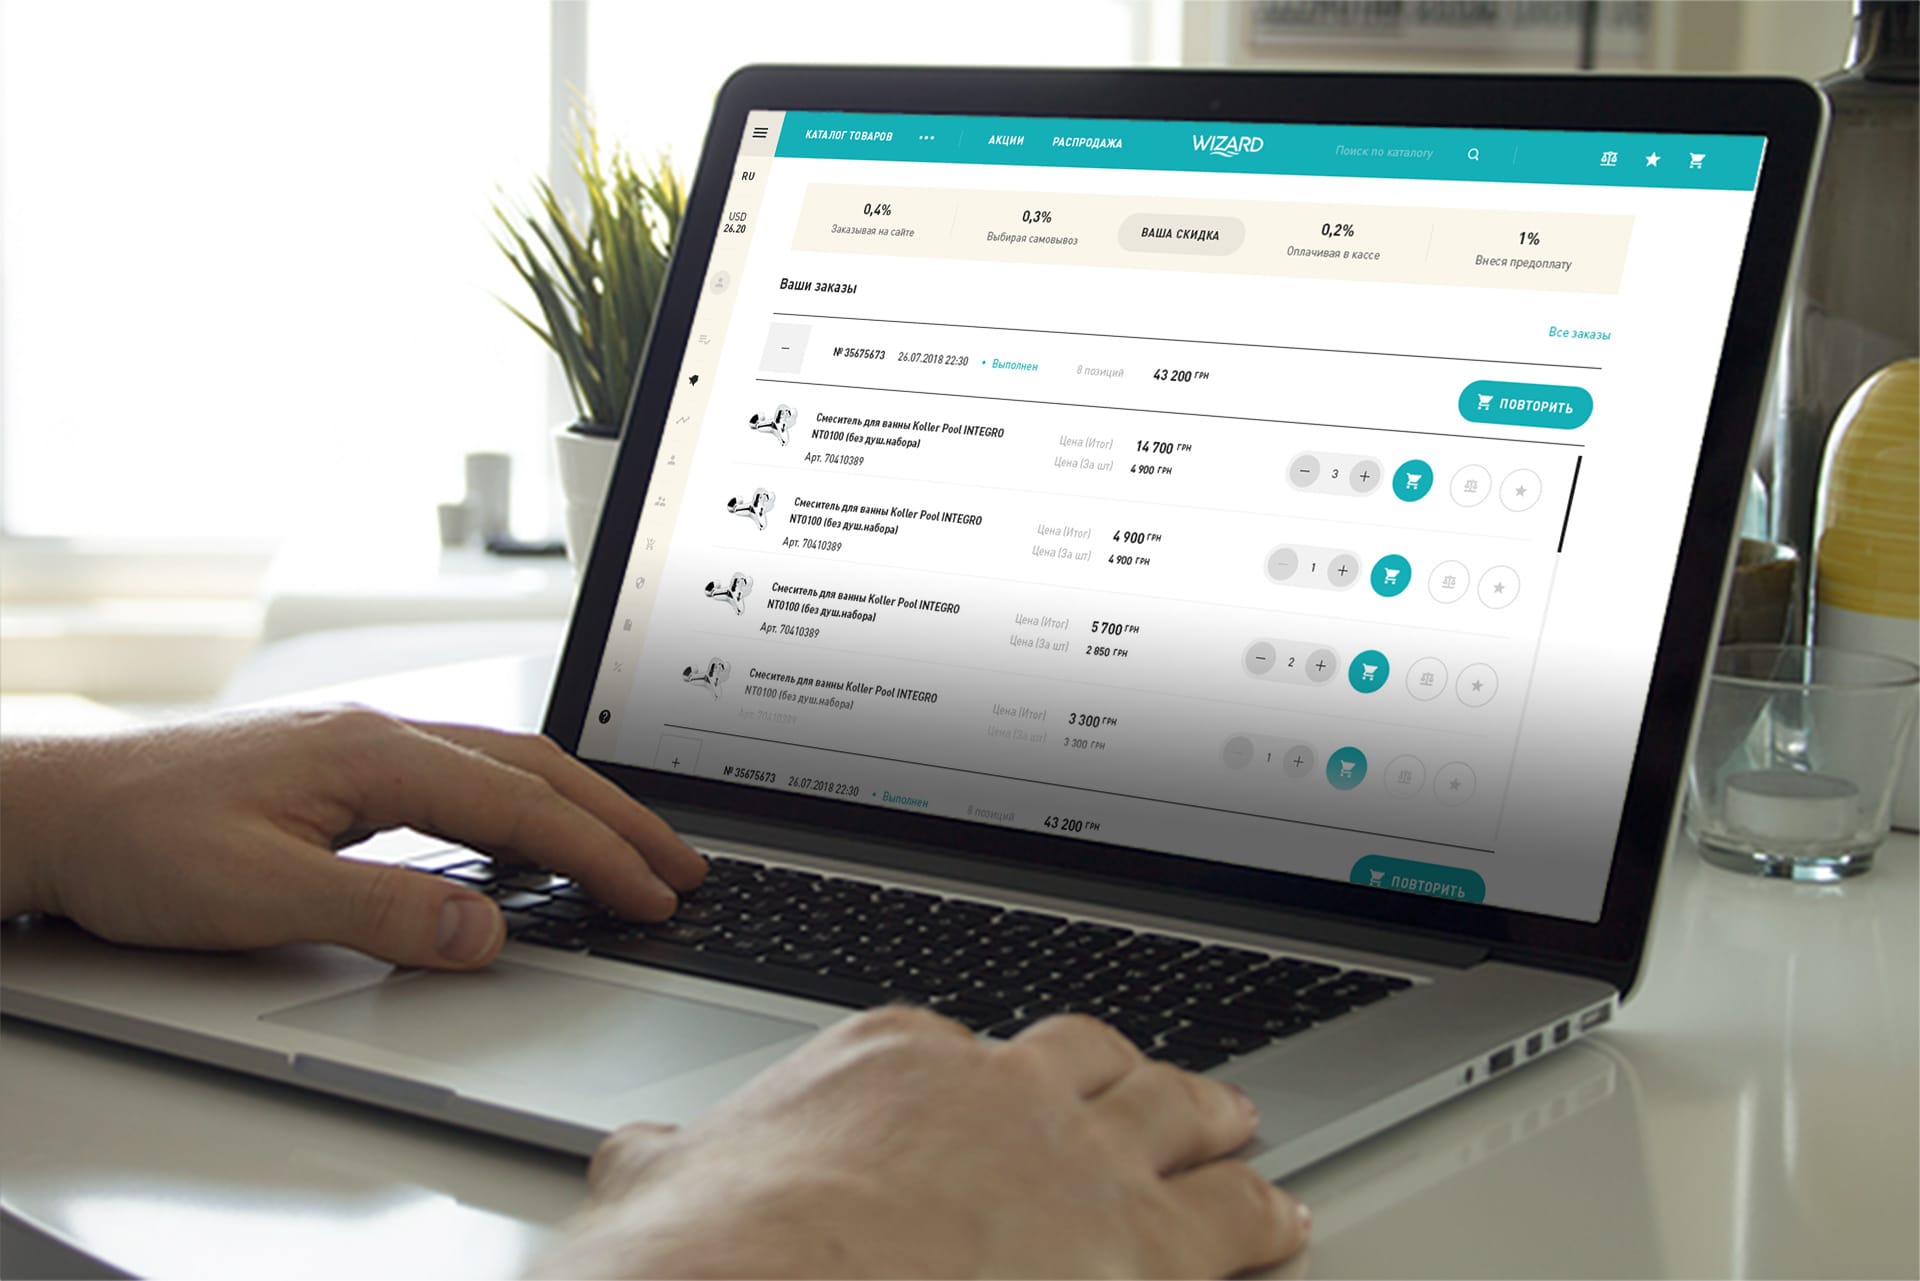 КАТАЛОГ ТОВАРОВ
АКЦИИ
РАСПРОДАЖА
WIZARD
Поиск по каталогу
RU
USD
26.20
0,4%
Заказывая на сайте
0,3%
Выбирая самовывоз
ВАША СКИДКА
0,2%
Оплачивая в кассе
1%
Внеся предоплату
Ваши заказы
Все заказы
№ 35675673 26.07.2018 22:30 • Выполнен 8 позиций 43 200 ГРН
ПОВТОРИТЬ
Смеситель для ванны Koller Pool INTEGRO
NT0100 (без душ.набора)
Арт. 70410389
Цена (Итог) 14 700 ГРН
Цена (За шт) 4 900 ГРН
− 3 +
Смеситель для ванны Koller Pool INTEGRO
NT0100 (без душ.набора)
Арт. 70410389
Цена (Итог) 4 900 ГРН
Цена (За шт) 4 900 ГРН
− 1 +
Смеситель для ванны Koller Pool INTEGRO
NT0100 (без душ.набора)
Арт. 70410389
Цена (Итог) 5 700 ГРН
Цена (За шт) 2 850 ГРН
− 2 +
Смеситель для ванны Koller Pool INTEGRO
NT0100 (без душ.набора)
Арт. 70410389
Цена (Итог) 3 300 ГРН
Цена (За шт) 3 300 ГРН
− 1 +
№ 35675673 26.07.2018 22:30 • Выполнен 8 позиций 43 200 ГРН
ПОВТОРИТЬ